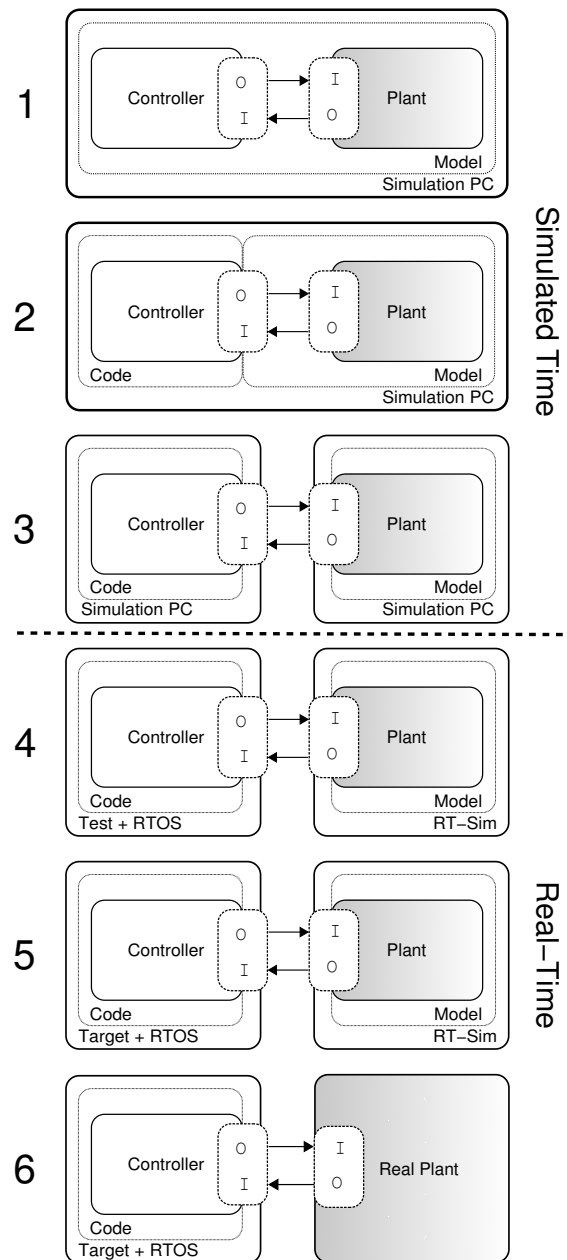 1
Controller
O
I
I
O
Plant
Model
Simulation PC
2
Controller
O
I
I
O
Plant
Code
Model
Simulation PC
3
Controller
O
I
I
O
Plant
Code
Model
Simulation PC
Simulation PC
Simulated Time
4
Controller
O
I
I
O
Plant
Code
Model
Test + RTOS
RT-Sim
5
Controller
O
I
I
O
Plant
Code
Model
Target + RTOS
RT-Sim
6
Controller
O
I
I
O
Real Plant
Code
Target + RTOS
Real-Time